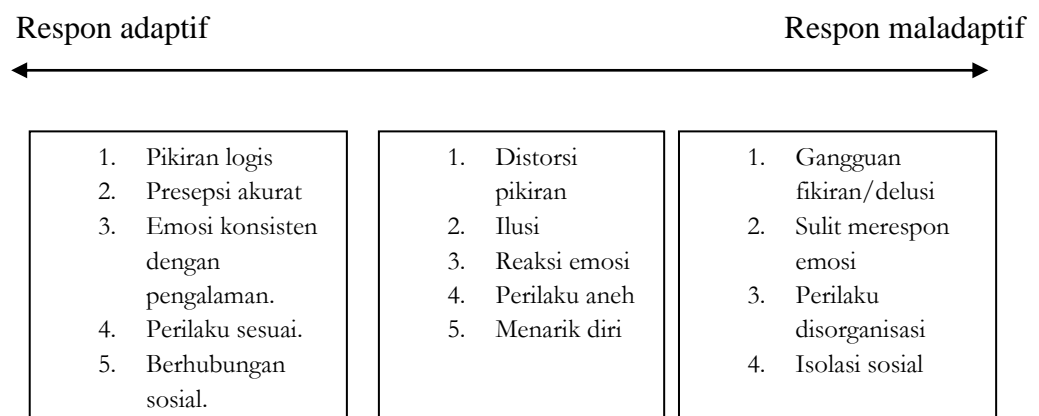 Respon adaptif
Respon maladaptif
1. Pikiran logis
2. Presepsi akurat
3. Emosi konsisten
dengan
pengalaman.
4. Perilaku sesuai.
5. Berhubungan
sosial.
1. Distorsi
pikiran
2. Ilusi
3. Reaksi emosi
4. Perilaku aneh
5. Menarik diri
1. Gangguan
fikiran/delusi
2. Sulit merespon
emosi
3. Perilaku
disorganisasi
4. Isolasi sosial